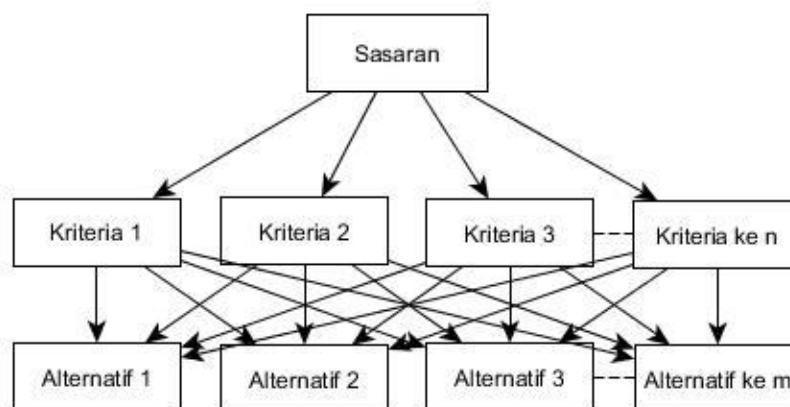 Sasaran
Kriteria 1
Kriteria 2
Kriteria 3
Kriteria ke n
Alternatif 1
Alternatif 2
Alternatif 3
Alternatif ke m